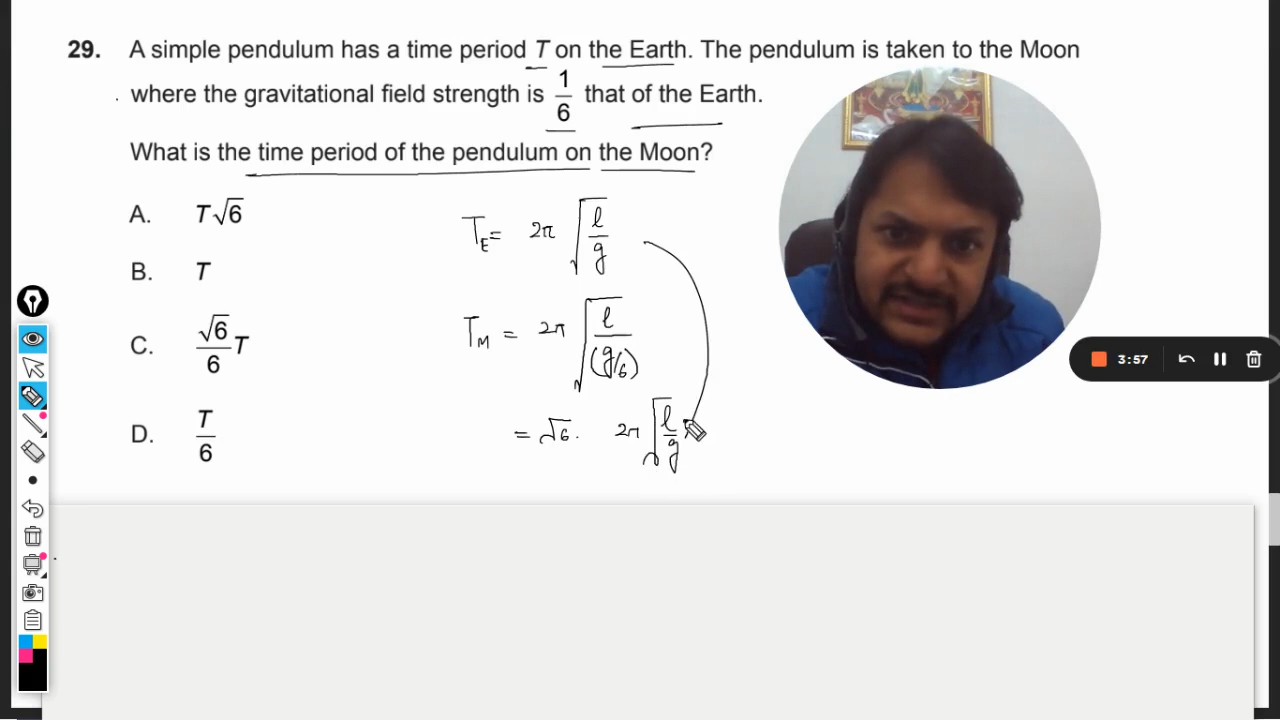 29. A simple pendulum has a time period T on the Earth. The pendulum is taken to the Moon
where the gravitational field strength is 1/6 that of the Earth.
What is the time period of the pendulum on the Moon?
A. T√6
B. T
C. √6/6 T
D. T/6
T_E = 2π √(l/g)
T_M = 2π √(l/(g/6))
= √6 . 2π √(l/g)
3:57